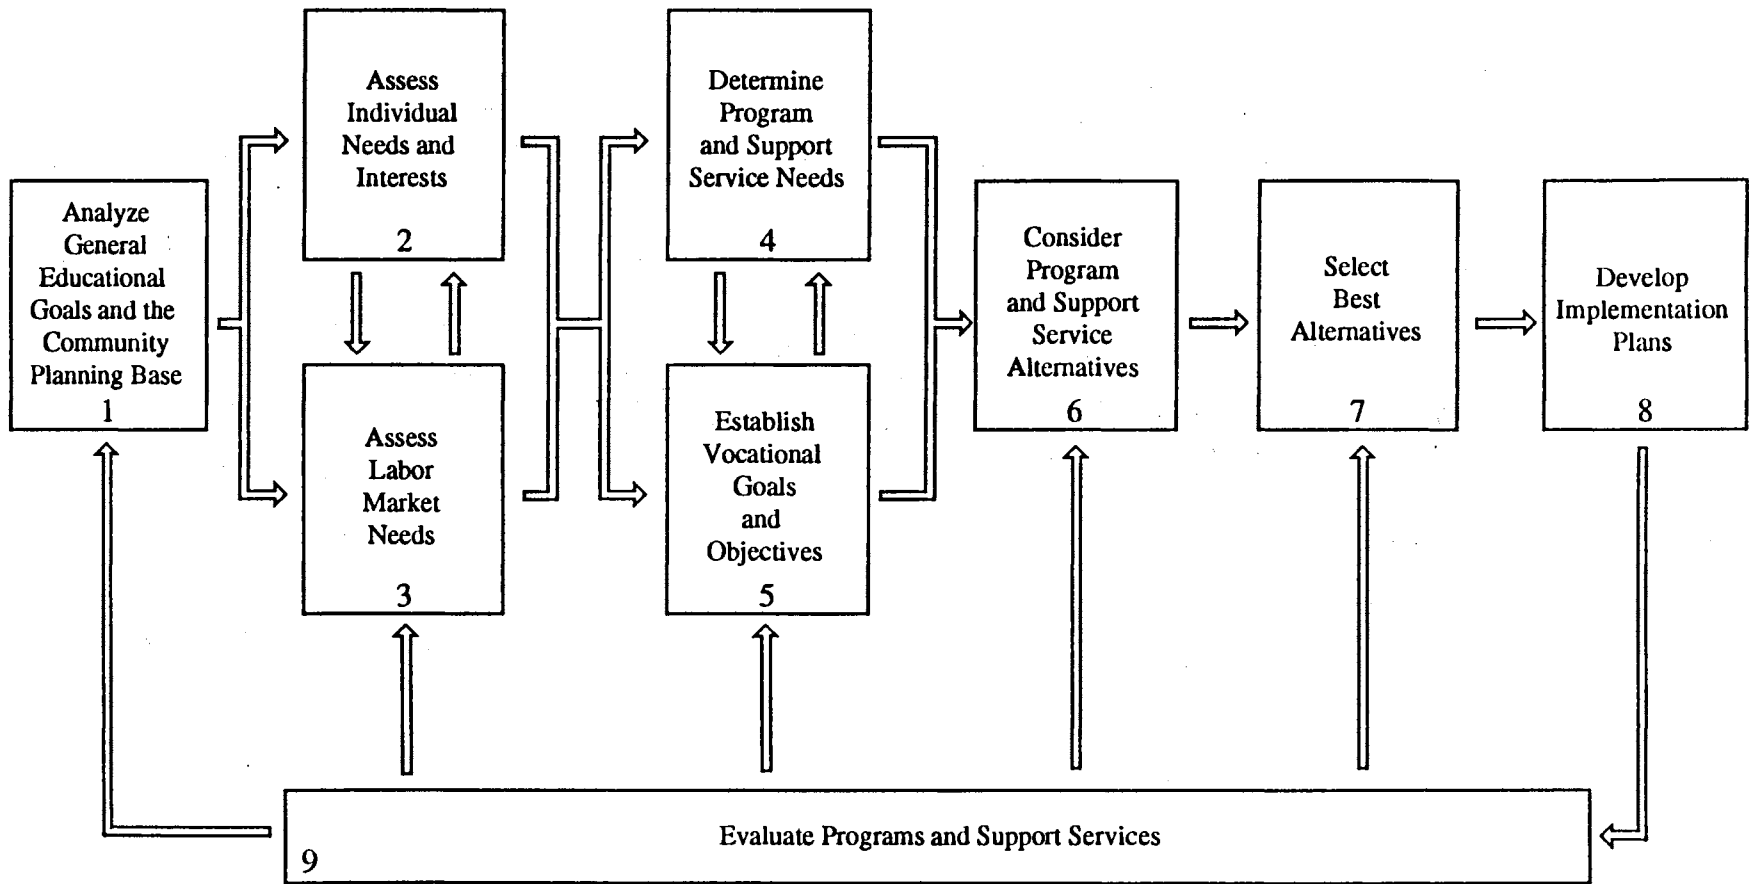 Analyze
General
Educational
Goals and the
Community
Planning Base
1
Assess
Individual
Needs and
Interests
2
Assess
Labor
Market
Needs
3
Determine
Program
and Support
Service Needs
4
Establish
Vocational
Goals
and
Objectives
5
Consider
Program
and Support
Service
Alternatives
6
Select
Best
Alternatives
7
Develop
Implementation
Plans
8
Evaluate Programs and Support Services
9